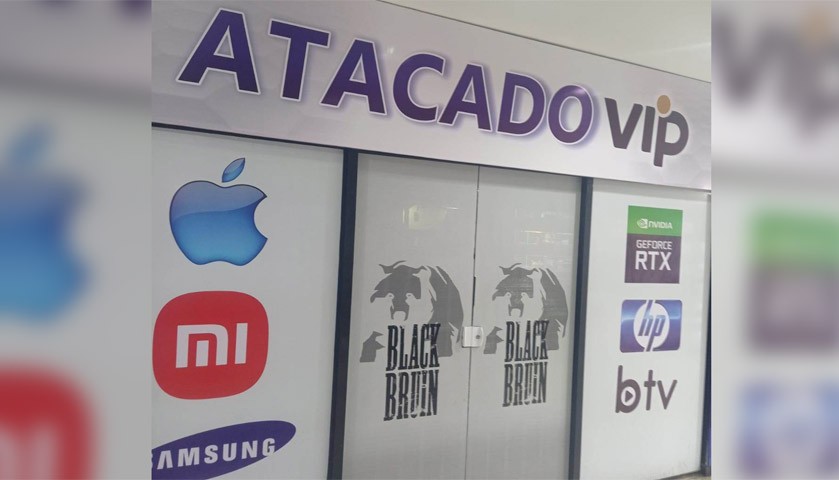 ATACADO vip
mi
SAMSUNG
BLACK
BRUIN
BLACK
BRUIN
NVIDIA
GEFORCE
RTX
hp
btv